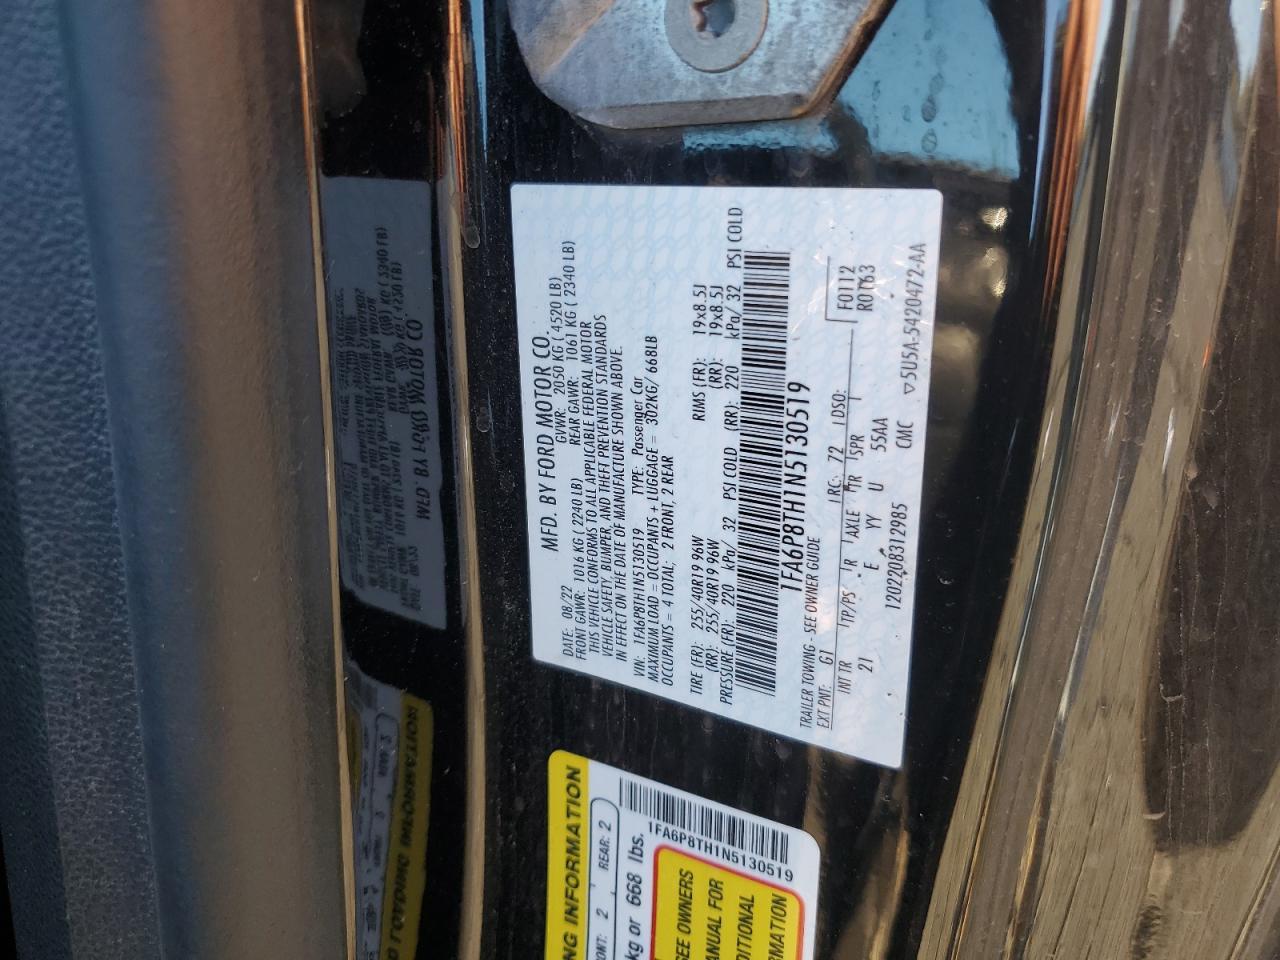 MFD. BY FORD MOTOR CO.
DATE: 08/22 GVWR: 2050 KG ( 4520 LB)
FRONT GAWR: 1016 KG ( 2240 LB) REAR GAWR: 1061 KG ( 2340 LB)
THIS VEHICLE CONFORMS TO ALL APPLICABLE FEDERAL MOTOR
VEHICLE SAFETY, BUMPER, AND THEFT PREVENTION STANDARDS
IN EFFECT ON THE DATE OF MANUFACTURE SHOWN ABOVE.
VIN: 1FA6P8TH1N5130519 TYPE: Passenger Car
MAXIMUM LOAD = OCCUPANTS + LUGGAGE = 302KG/ 668LB
OCCUPANTS = 4 TOTAL; 2 FRONT, 2 REAR
TIRE (FR): 255/40R19 96W RIMS (FR): 19x8.5J
(RR): 255/40R19 96W (RR): 19x8.5J
PRESSURE (FR): 220 kPa/ 32 PSI COLD (RR): 220 kPa/ 32 PSI COLD
1FA6P8TH1N5130519
TRAILER TOWING - SEE OWNER GUIDE
EXT PNT: G1 RC: 72 DSO: F0112
INT TR TP/PS R AXLE TR SPR R0163
21 E YY U 55AA
1202208312985 CMC ▽5U5A-5420472-AA
NG INFORMATION
ONT: 2 REAR: 2
kg or 668 lbs.
1FA6P8TH1N5130519
SEE OWNERS
ANUAL FOR
DITIONAL
RMATION